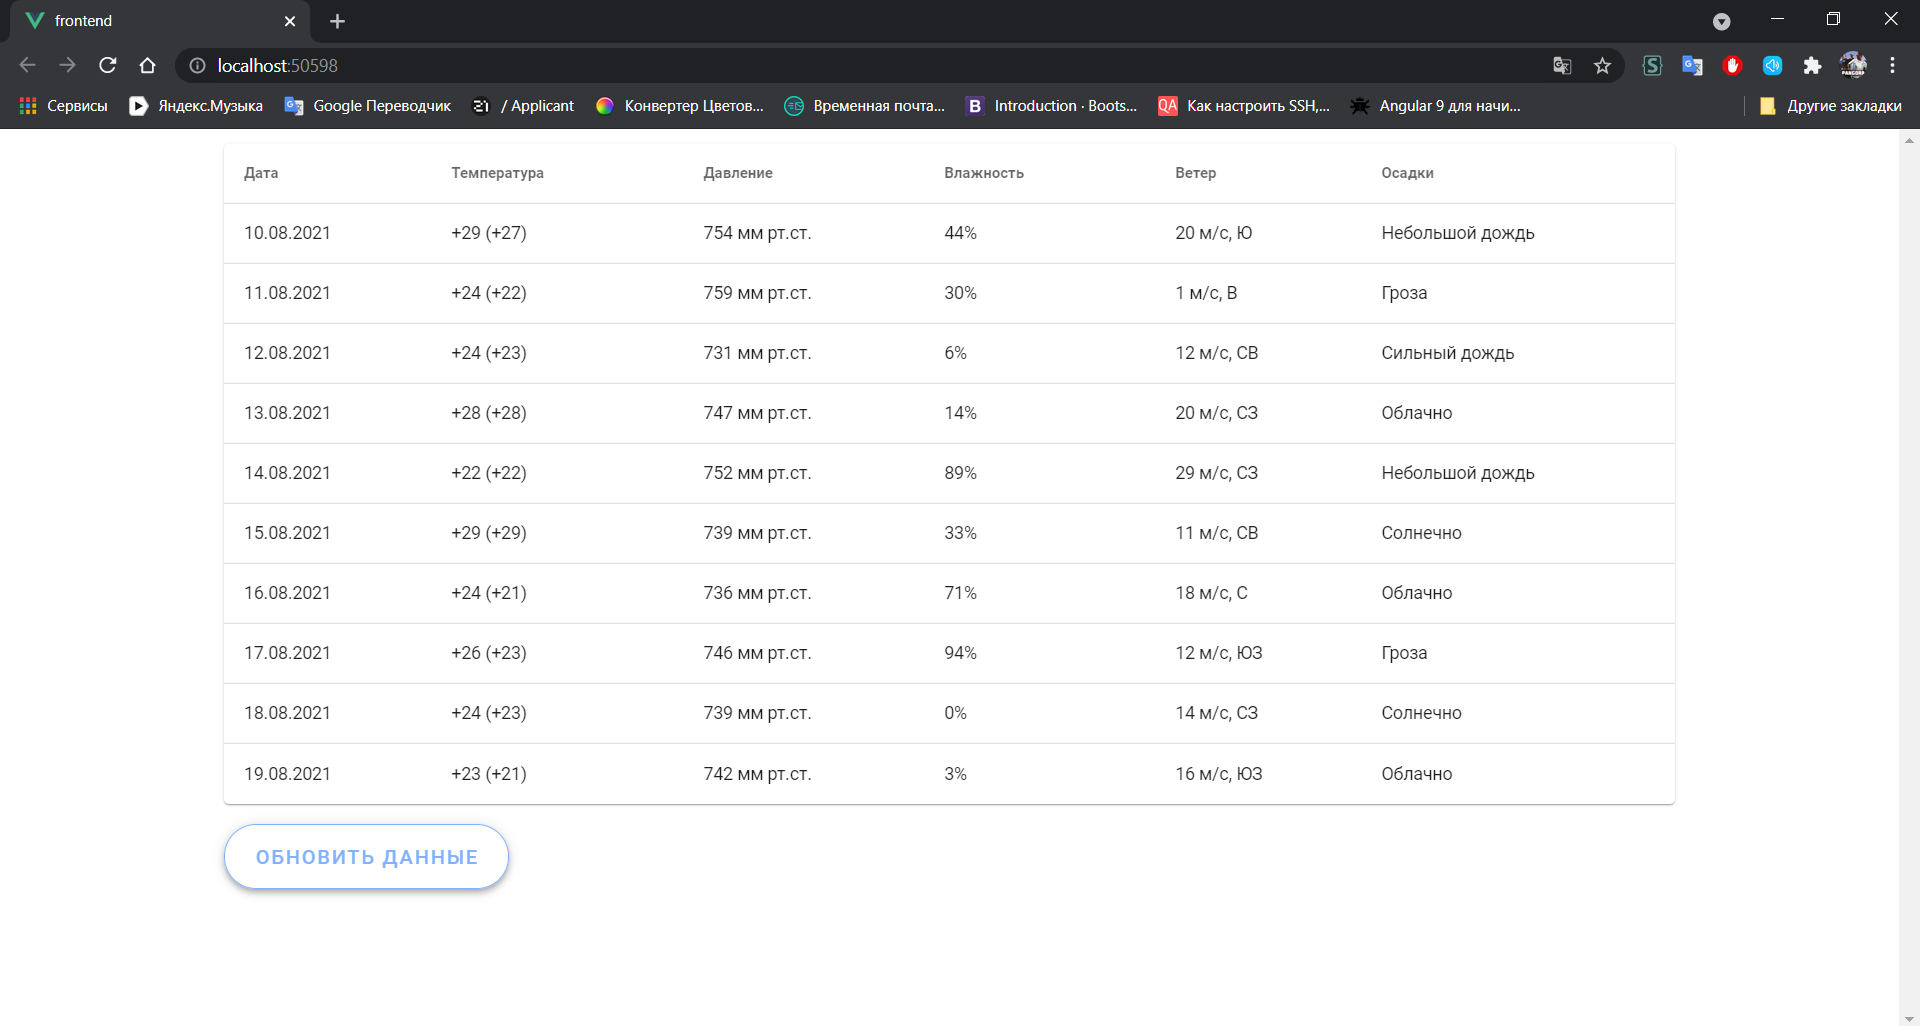 frontend
localhost:50598
Сервисы Яндекс.Музыка Google Переводчик / Applicant Конвертер Цветов... Временная почта... Introduction · Boots... Как настроить SSH,... Angular 9 для начи... Другие закладки
Дата Температура Давление Влажность Ветер Осадки
10.08.2021 +29 (+27) 754 мм рт.ст. 44% 20 м/с, Ю Небольшой дождь
11.08.2021 +24 (+22) 759 мм рт.ст. 30% 1 м/с, В Гроза
12.08.2021 +24 (+23) 731 мм рт.ст. 6% 12 м/с, СВ Сильный дождь
13.08.2021 +28 (+28) 747 мм рт.ст. 14% 20 м/с, СЗ Облачно
14.08.2021 +22 (+22) 752 мм рт.ст. 89% 29 м/с, СЗ Небольшой дождь
15.08.2021 +29 (+29) 739 мм рт.ст. 33% 11 м/с, СВ Солнечно
16.08.2021 +24 (+21) 736 мм рт.ст. 71% 18 м/с, С Облачно
17.08.2021 +26 (+23) 746 мм рт.ст. 94% 12 м/с, ЮЗ Гроза
18.08.2021 +24 (+23) 739 мм рт.ст. 0% 14 м/с, СЗ Солнечно
19.08.2021 +23 (+21) 742 мм рт.ст. 3% 16 м/с, ЮЗ Облачно
ОБНОВИТЬ ДАННЫЕ